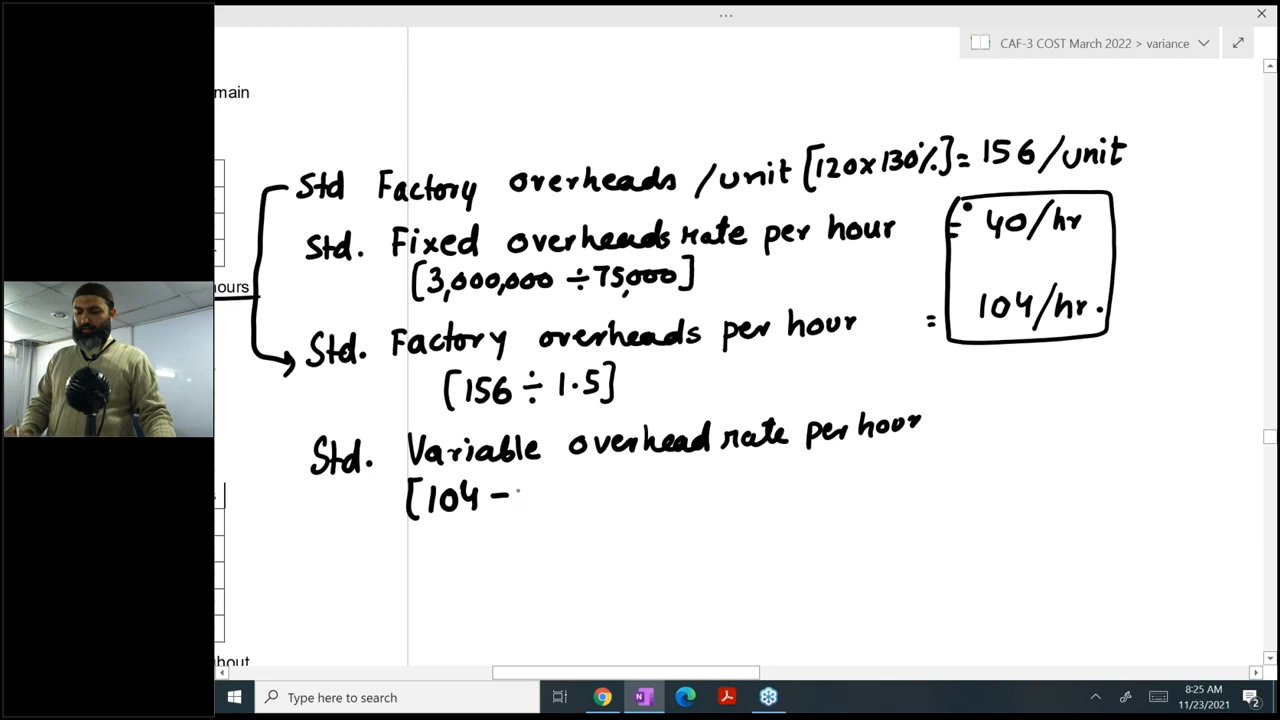 CAF-3 COST March 2022 > variance
main
Std Factory overheads /unit [120x130%] = 156/unit
Std. Fixed overheads rate per hour = 40/hr
[3,000,000 ÷ 75,000]
hours
Std. Factory overheads per hour = 104/hr.
[156 ÷ 1.5]
Std. Variable overhead rate per hour
[104 -
hout
Type here to search
8:25 AM
11/23/2021
2